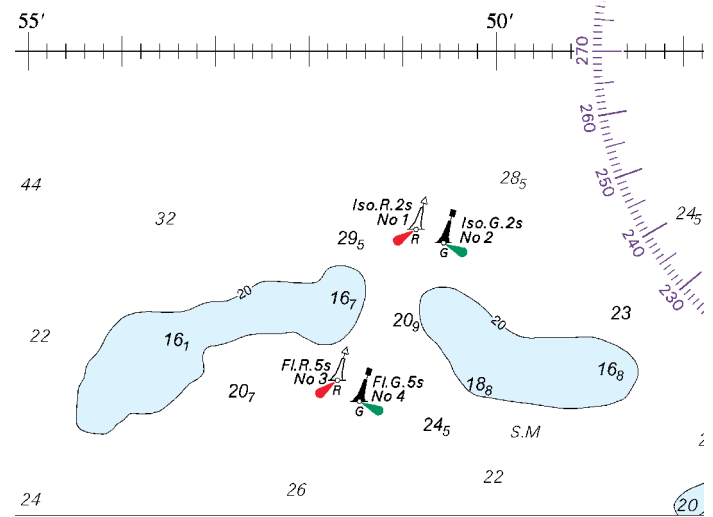 55′ 50′
270
260
250
240
230
44
32
28₅
24₅
Iso.R.2s
No 1
R
Iso.G.2s
No 2
G
29₅
20
16₇
16₁
22
20₉
20
23
16₈
18₈
Fl.R.5s
No 3
R
Fl.G.5s
No 4
G
20₇
24₅
S.M
22
26
24
20